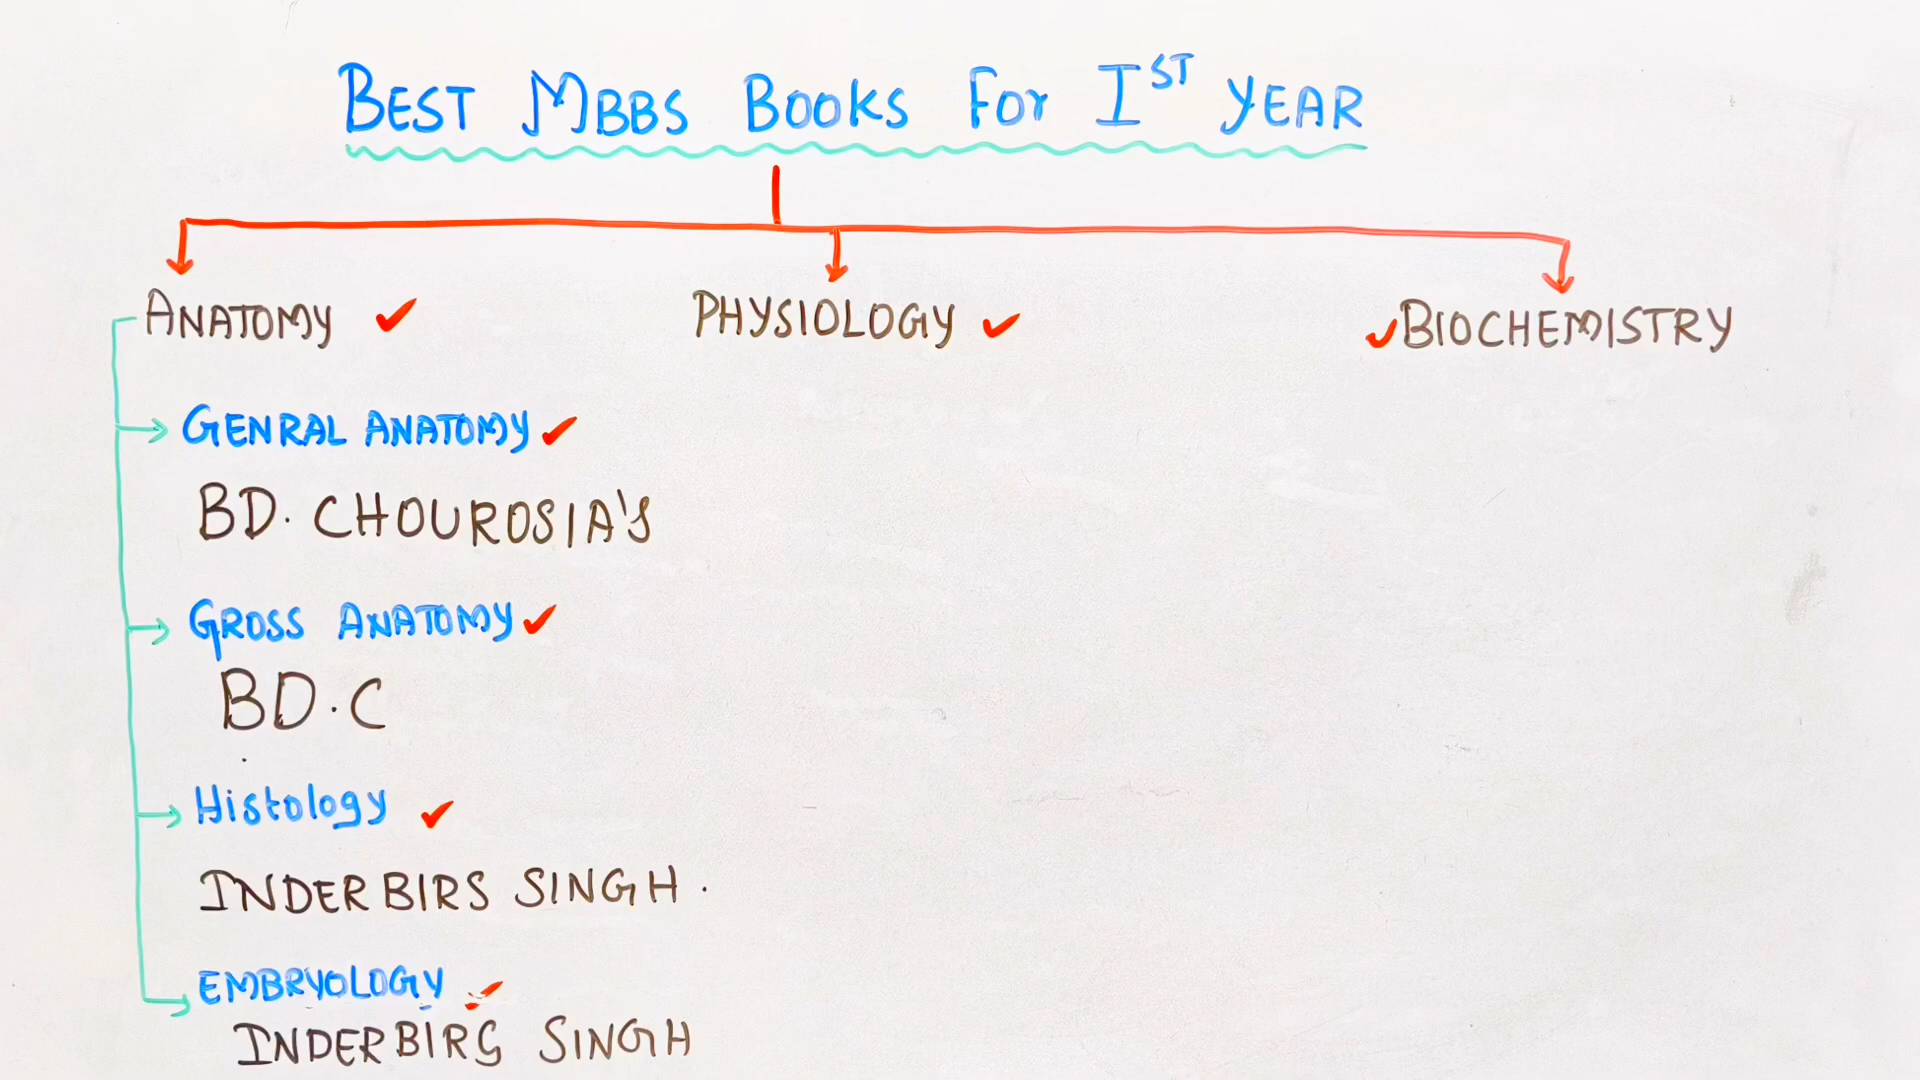 BEST MBBS BOOKS FOr IST YEAR
ANATOMY
PHYSIOLOGY
BIOCHEMISTRY
GENRAL ANATOMY
BD. CHOUROSIA'S
GROSS ANATOMY
BD.C
Histology
INDERBIRS SINGH.
EMBRYOLOGY
INDERBIRS SINGH